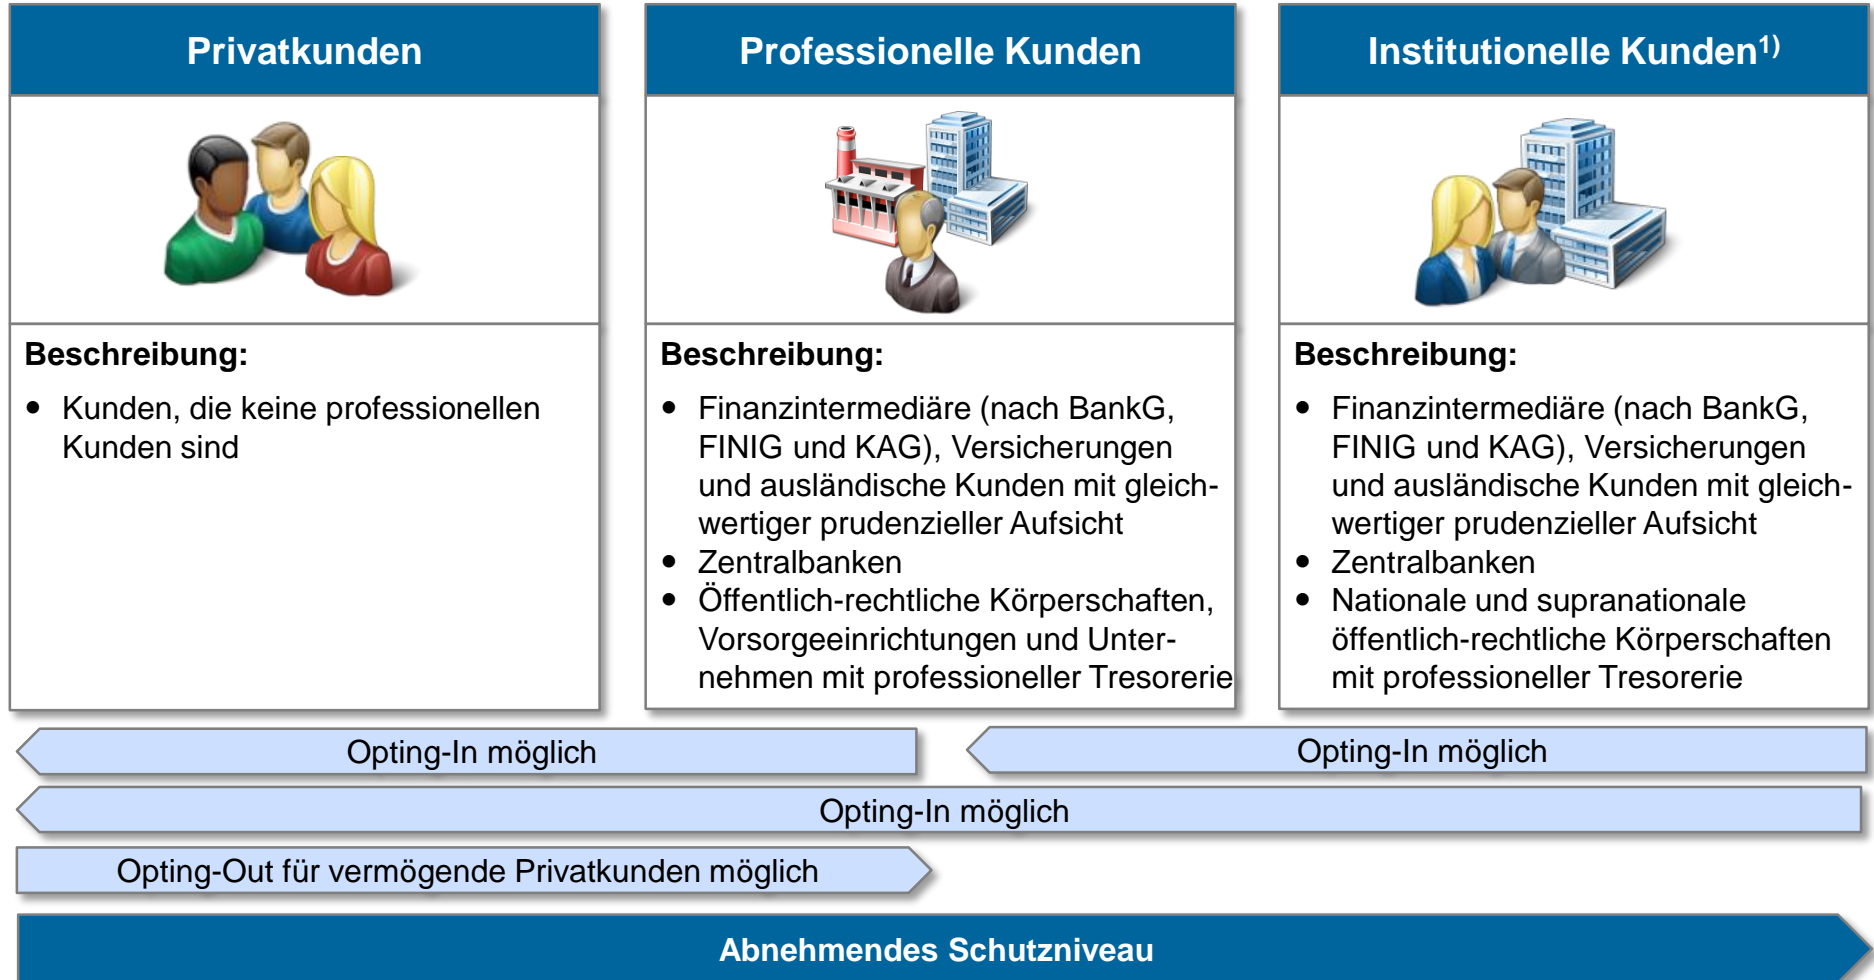 Privatkunden
Beschreibung:
• Kunden, die keine professionellen
Kunden sind
Professionelle Kunden
Beschreibung:
• Finanzintermediäre (nach BankG,
FINIG und KAG), Versicherungen
und ausländische Kunden mit gleich-
wertiger prudenzieller Aufsicht
• Zentralbanken
• Öffentlich-rechtliche Körperschaften,
Vorsorgeeinrichtungen und Unter-
nehmen mit professioneller Tresorerie
Institutionelle Kunden1)
Beschreibung:
• Finanzintermediäre (nach BankG,
FINIG und KAG), Versicherungen
und ausländische Kunden mit gleich-
wertiger prudenzieller Aufsicht
• Zentralbanken
• Nationale und supranationale
öffentlich-rechtliche Körperschaften
mit professioneller Tresorerie
Opting-In möglich
Opting-In möglich
Opting-In möglich
Opting-Out für vermögende Privatkunden möglich
Abnehmendes Schutzniveau